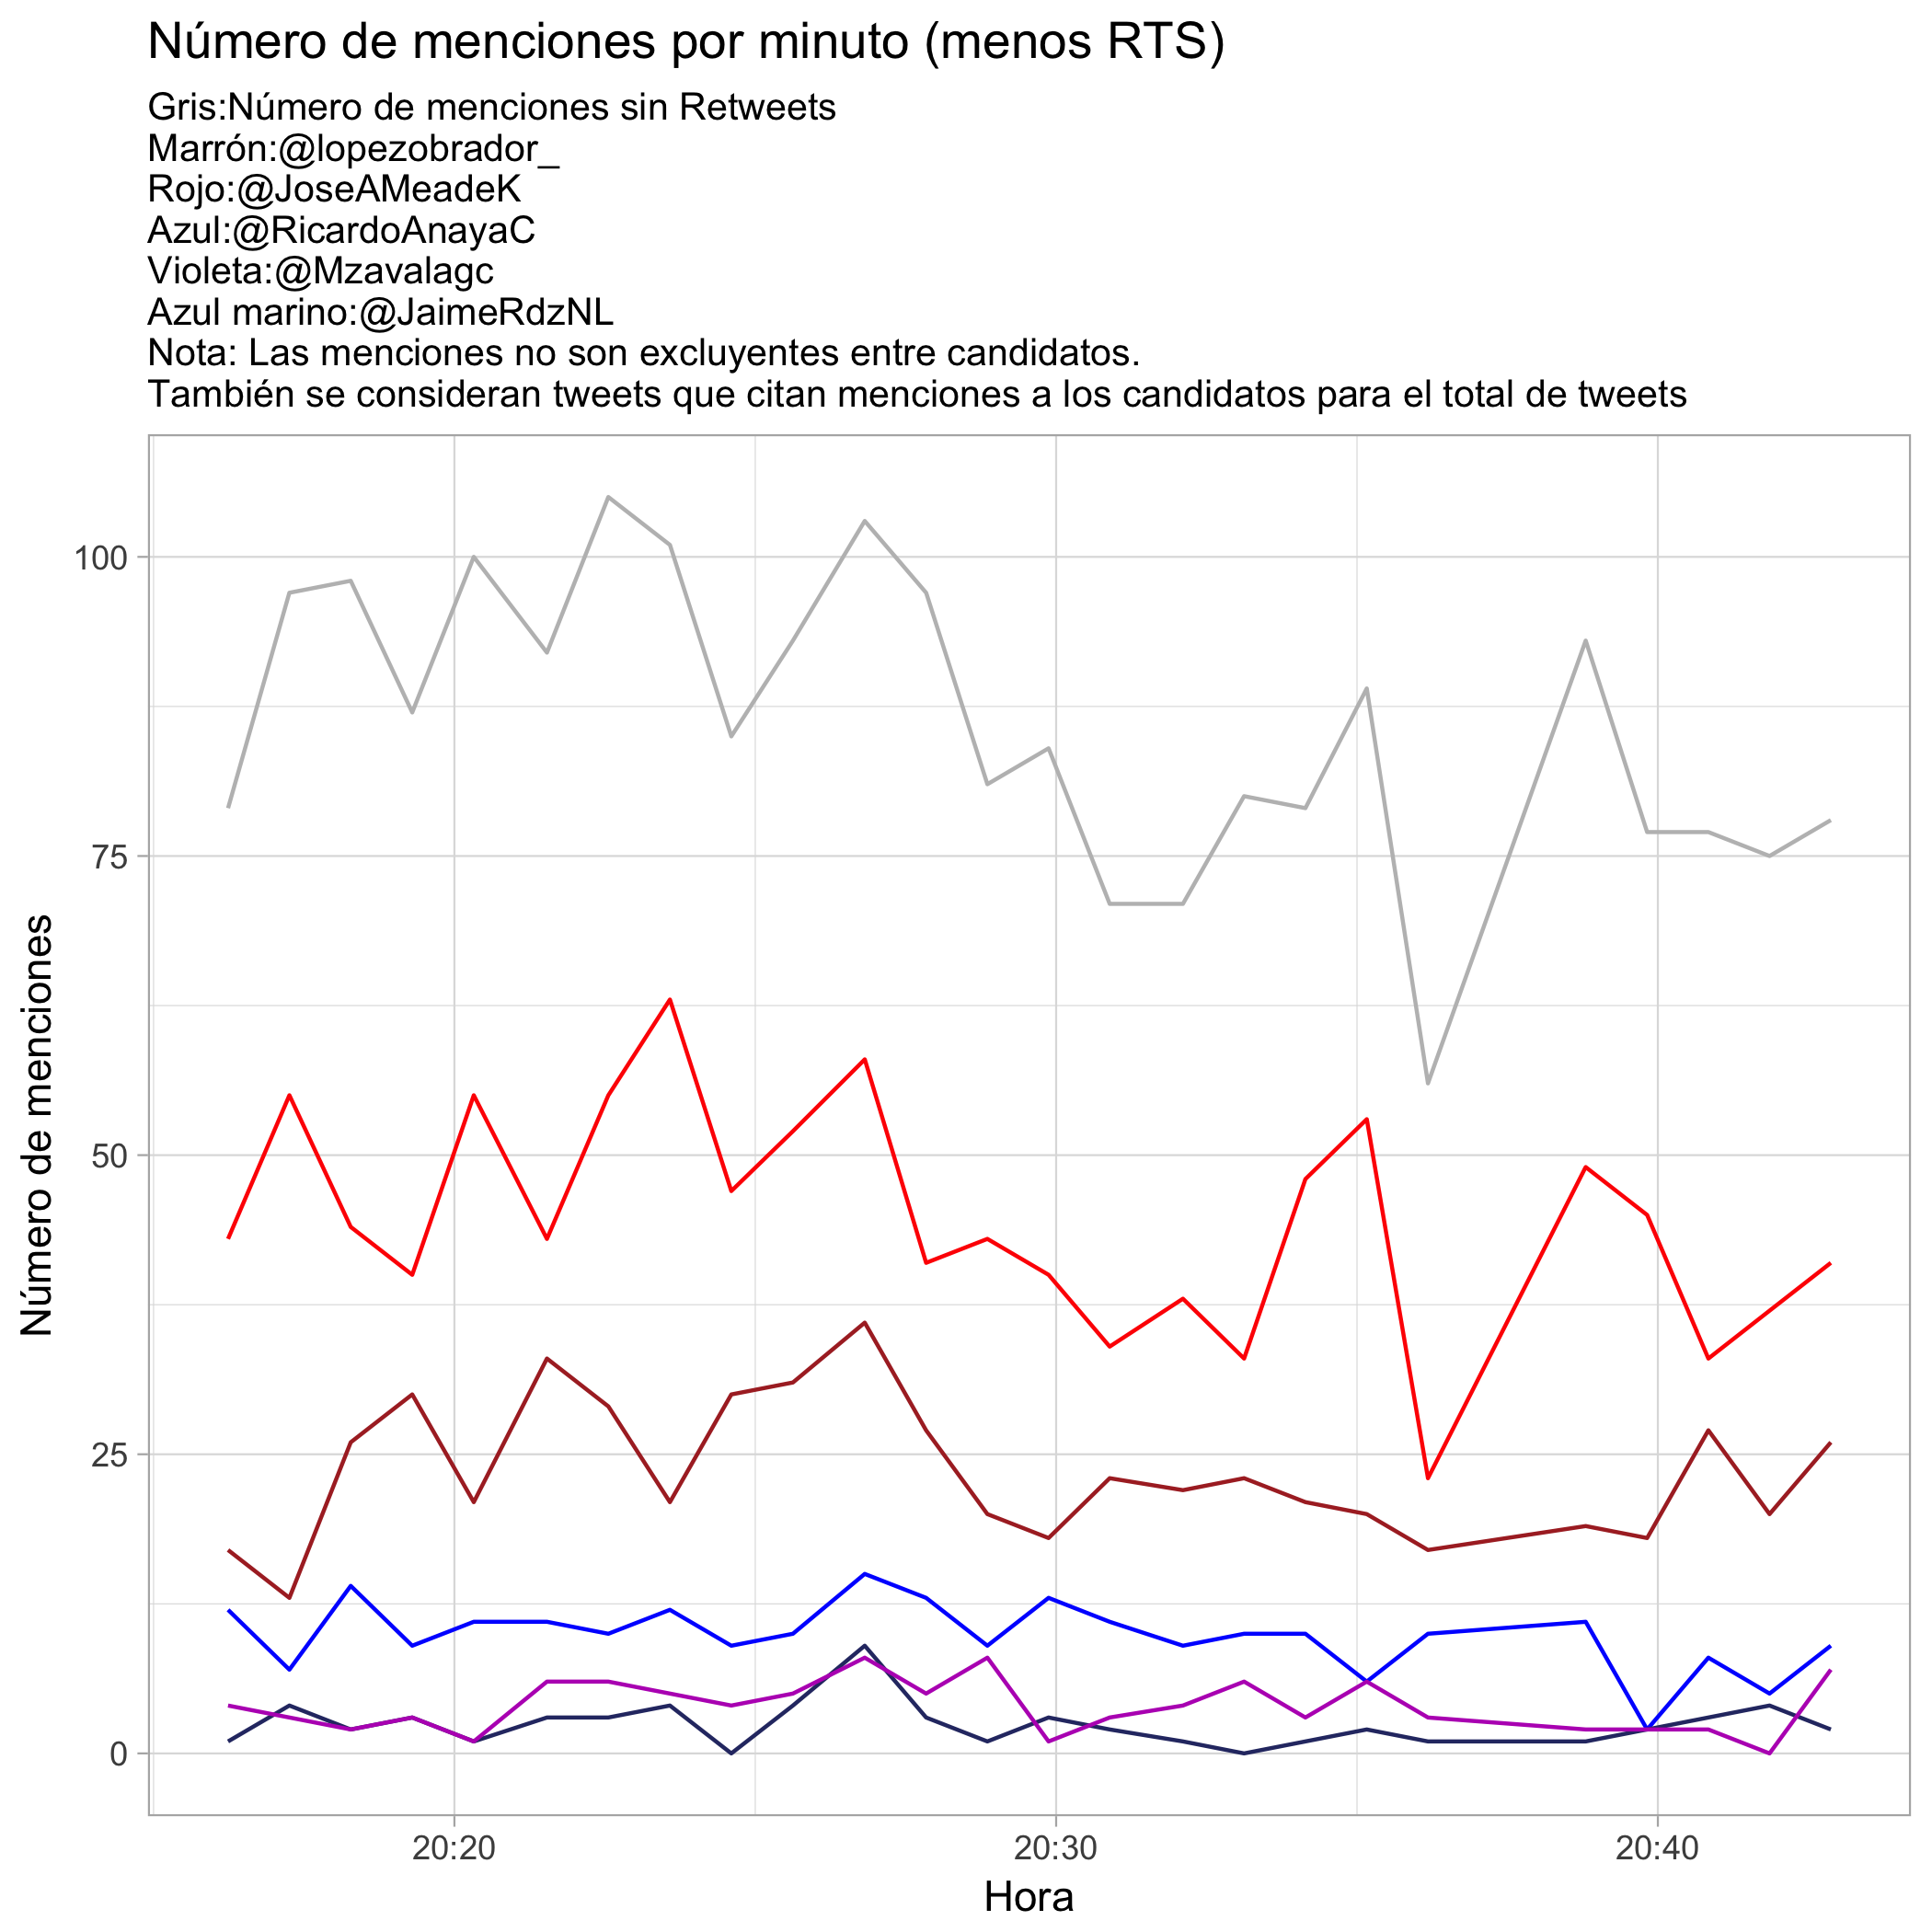 Número de menciones por minuto (menos RTS)
Gris:Número de menciones sin Retweets
Marrón:@lopezobrador_
Rojo:@JoseAMeadeK
Azul:@RicardoAnayaC
Violeta:@Mzavalagc
Azul marino:@JaimeRdzNL
Nota: Las menciones no son excluyentes entre candidatos.
También se consideran tweets que citan menciones a los candidatos para el total de tweets
Número de menciones
100
75
50
25
0
20:20
20:30
20:40
Hora